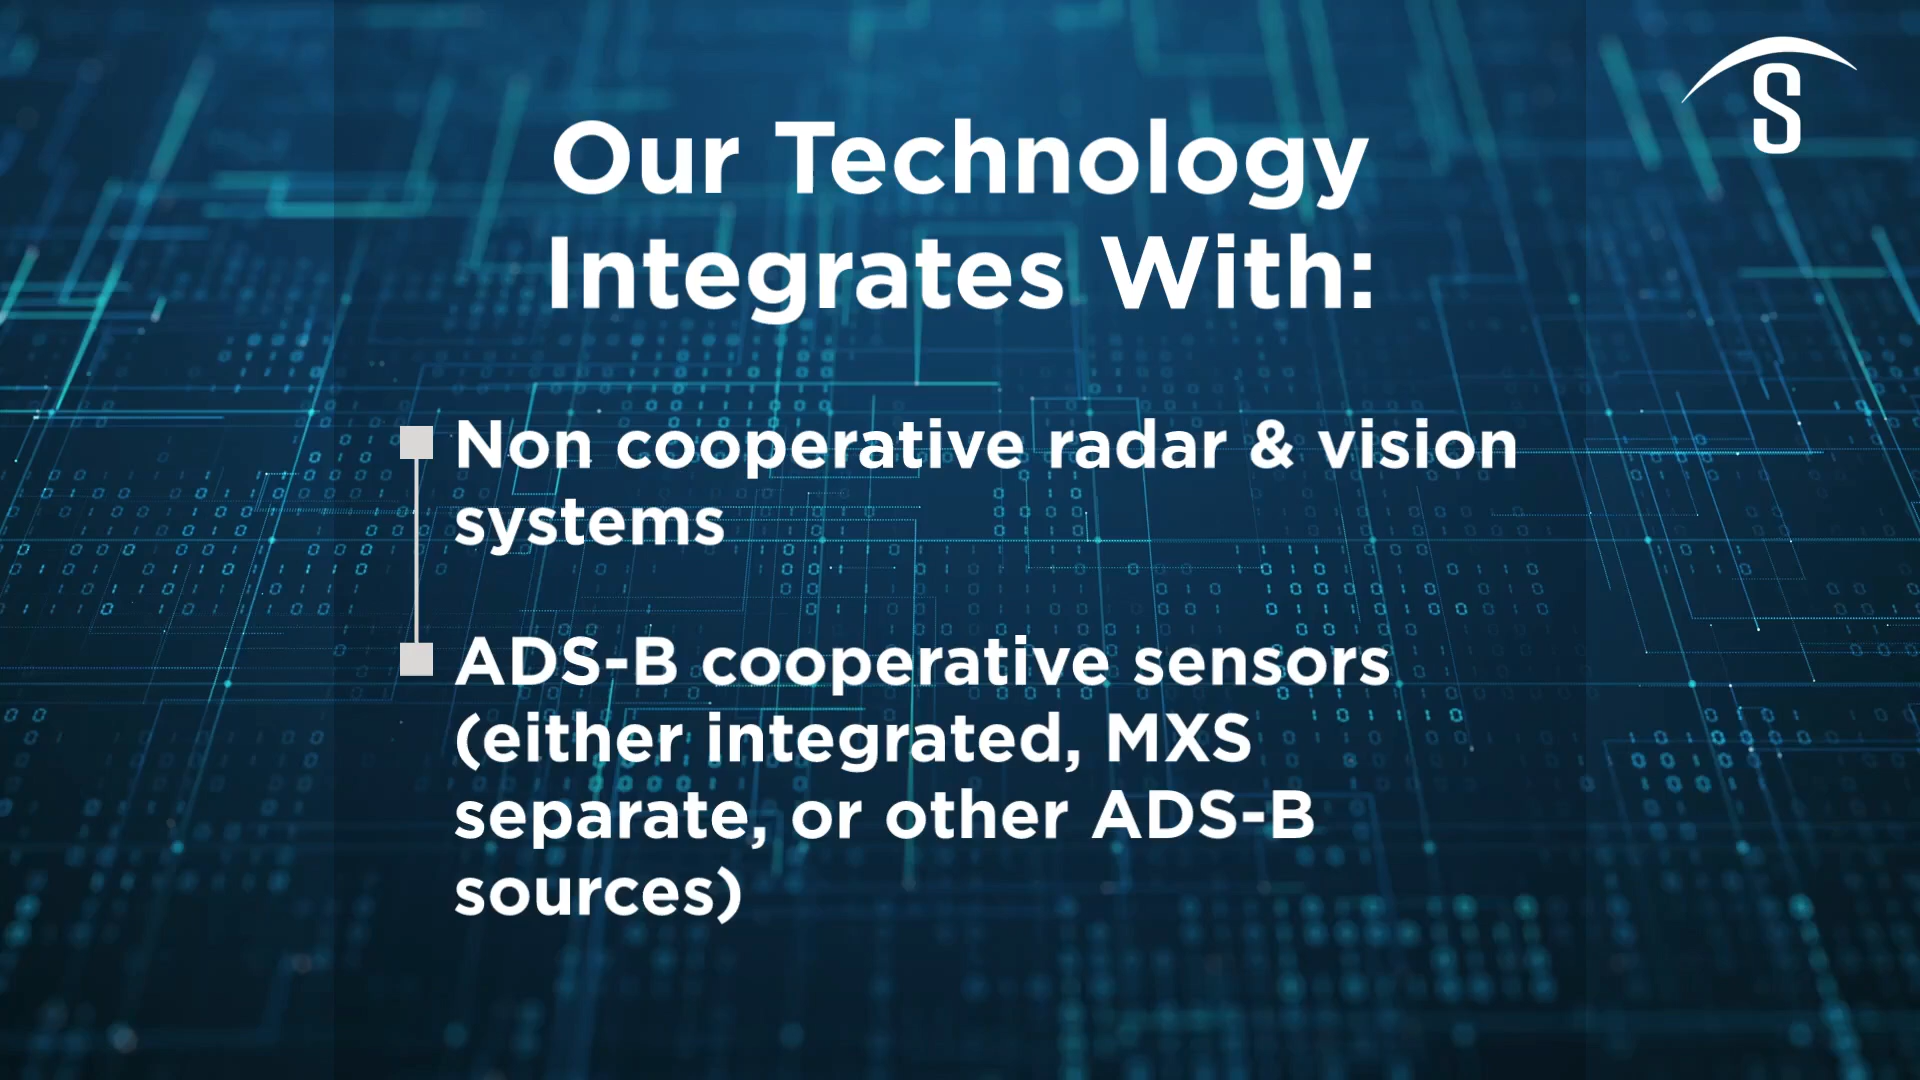 S
Our Technology
Integrates With:
Non cooperative radar & vision
systems
ADS-B cooperative sensors
(either integrated, MXS
separate, or other ADS-B
sources)